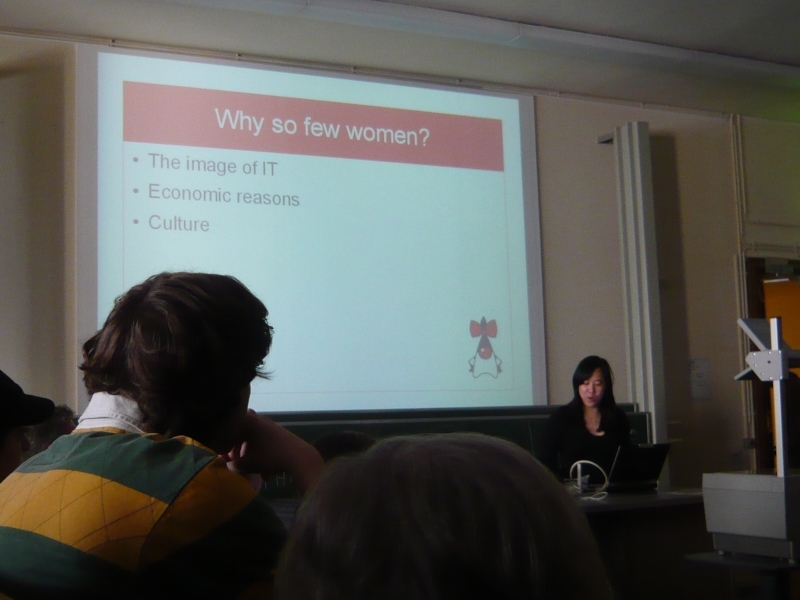 Why so few women?
• The image of IT
• Economic reasons
• Culture